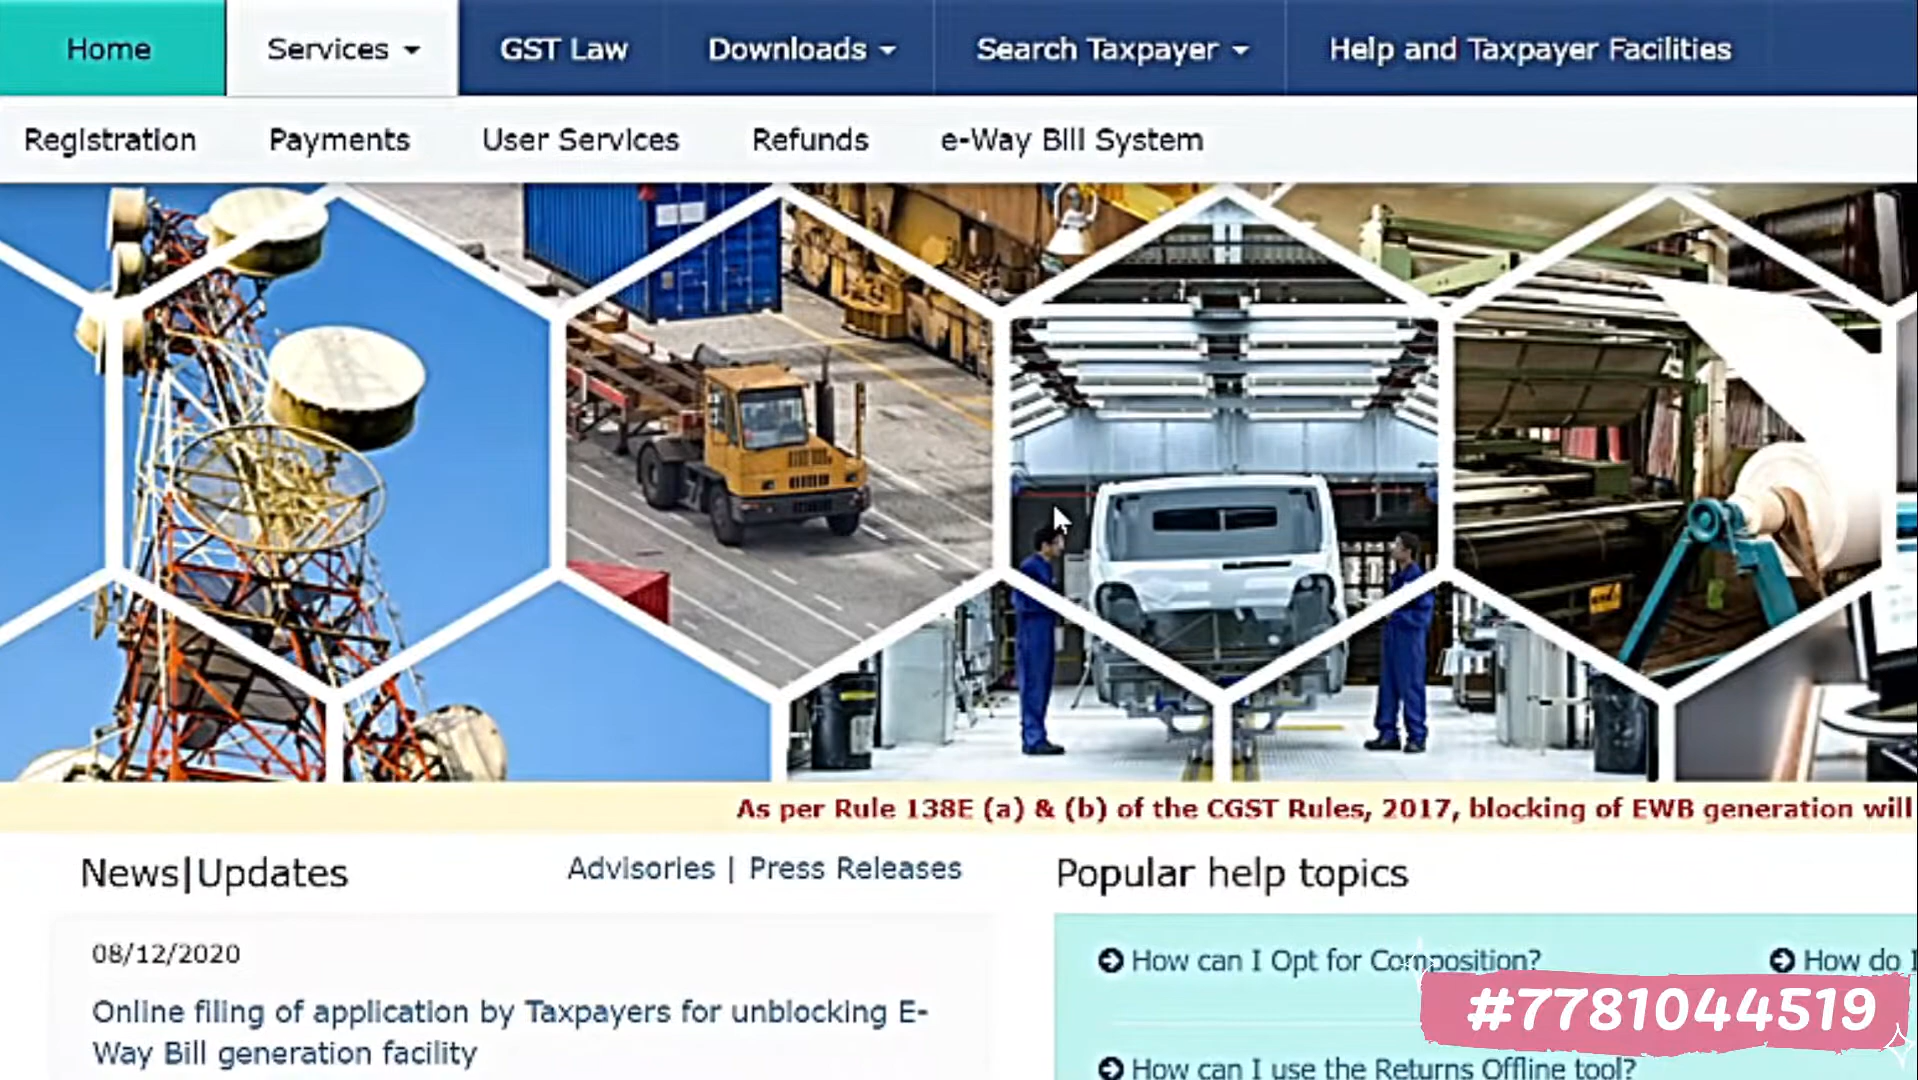 Home
Services
GST Law
Downloads
Search Taxpayer
Help and Taxpayer Facilities
Registration
Payments
User Services
Refunds
e-Way Bill System
As per Rule 138E (a) & (b) of the CGST Rules, 2017, blocking of EWB generation will
News|Updates
Advisories | Press Releases
08/12/2020
Online filing of application by Taxpayers for unblocking E-
Way Bill generation facility
Popular help topics
How can I Opt for Composition?
How do I
How can I use the Returns Offline tool?
#7781044519